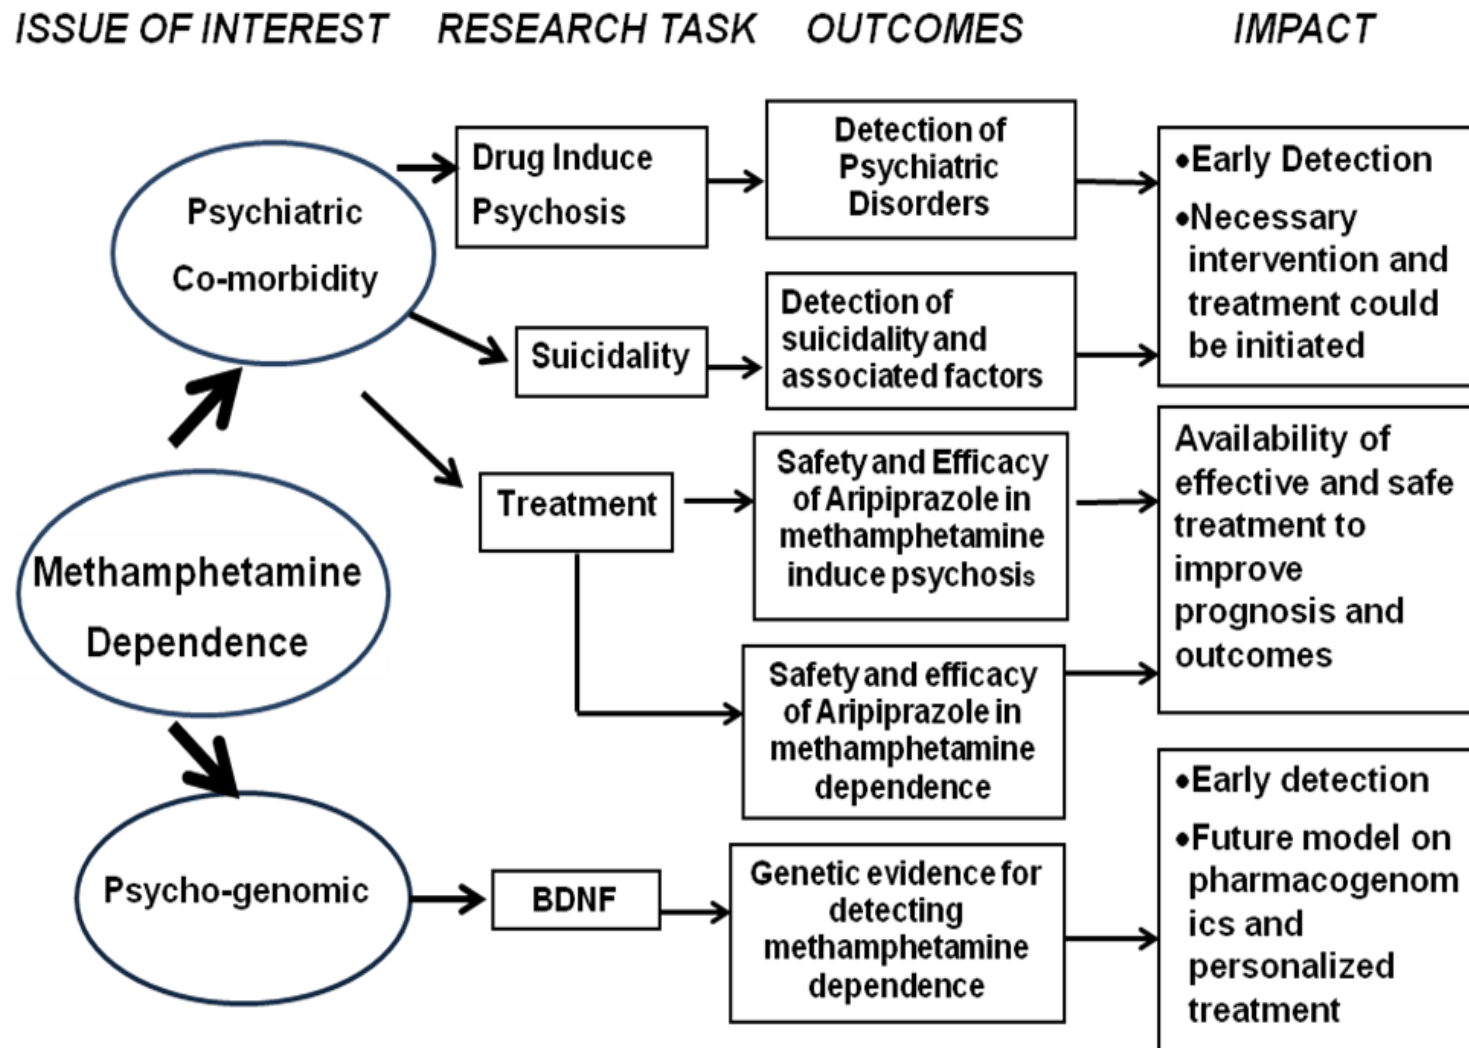 ISSUE OF INTEREST
RESEARCH TASK
OUTCOMES
IMPACT
Psychiatric
Co-morbidity
Methamphetamine
Dependence
Psycho-genomic
Drug Induce
Psychosis
Suicidality
Treatment
BDNF
Detection of
Psychiatric
Disorders
Detection of
suicidality and
associated factors
Safety and Efficacy
of Aripiprazole in
methamphetamine
induce psychosis
Safety and efficacy
of Aripiprazole in
methamphetamine
dependence
Genetic evidence for
detecting
methamphetamine
dependence
•Early Detection
•Necessary
intervention and
treatment could
be initiated
Availability of
effective and safe
treatment to
improve
prognosis and
outcomes
•Early detection
•Future model on
pharmacogenom
ics and
personalized
treatment